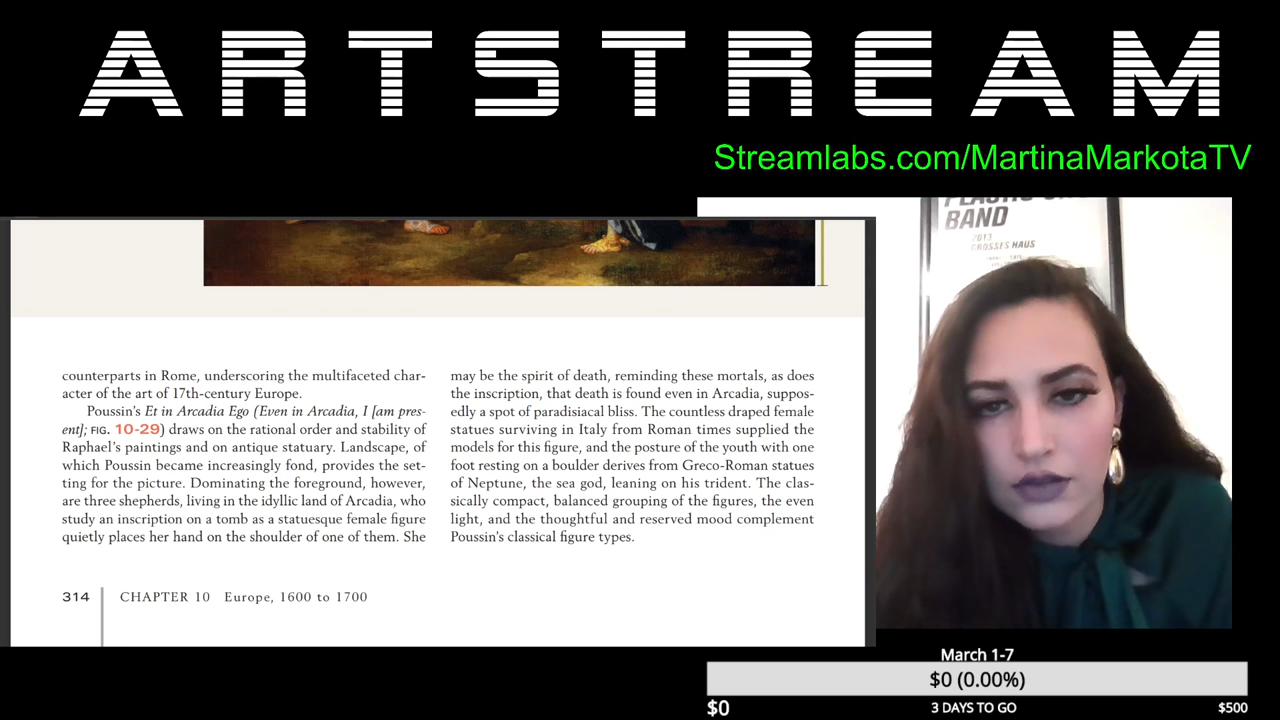 ARTSTREAM
Streamlabs.com/MartinaMarkotaTV
BAND
2013
GROSSES HAUS
counterparts in Rome, underscoring the multifaceted char-
acter of the art of 17th-century Europe.
Poussin's Et in Arcadia Ego (Even in Arcadia, I [am pres-
ent]; FIG. 10-29) draws on the rational order and stability of
Raphael's paintings and on antique statuary. Landscape, of
which Poussin became increasingly fond, provides the set-
ting for the picture. Dominating the foreground, however,
are three shepherds, living in the idyllic land of Arcadia, who
study an inscription on a tomb as a statuesque female figure
quietly places her hand on the shoulder of one of them. She
may be the spirit of death, reminding these mortals, as does
the inscription, that death is found even in Arcadia, suppos-
edly a spot of paradisiacal bliss. The countless draped female
statues surviving in Italy from Roman times supplied the
models for this figure, and the posture of the youth with one
foot resting on a boulder derives from Greco-Roman statues
of Neptune, the sea god, leaning on his trident. The clas-
sically compact, balanced grouping of the figures, the even
light, and the thoughtful and reserved mood complement
Poussin's classical figure types.
314 CHAPTER 10 Europe, 1600 to 1700
March 1-7
$0 (0.00%)
$0 3 DAYS TO GO $500